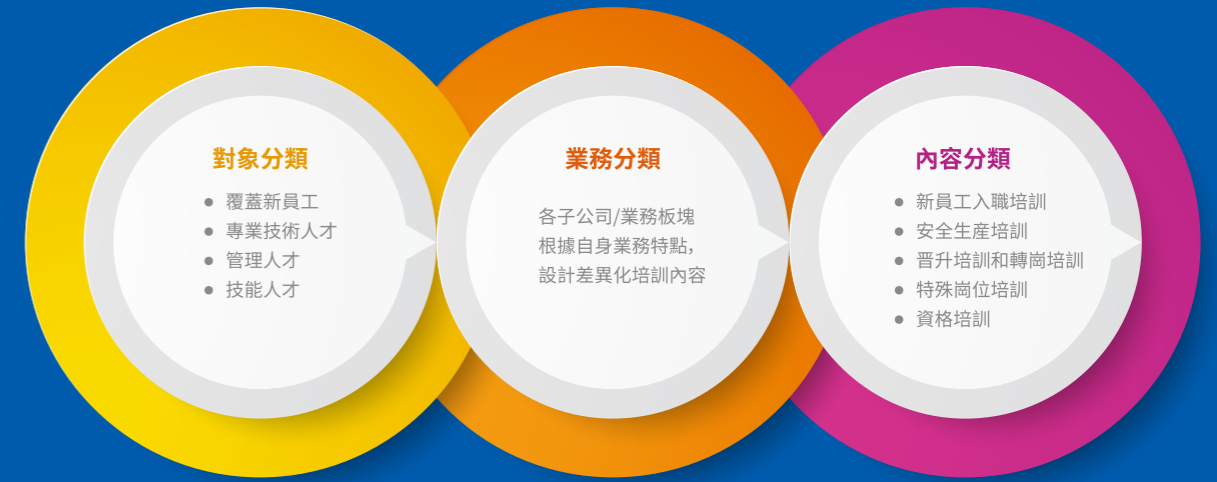 對象分類
● 覆蓋新員工
● 專業技術人才
● 管理人才
● 技能人才
業務分類
各子公司/業務板塊
根據自身業務特點,
設計差異化培訓內容
內容分類
● 新員工入職培訓
● 安全生産培訓
● 晋升培訓和轉崗培訓
● 特殊崗位培訓
● 資格培訓